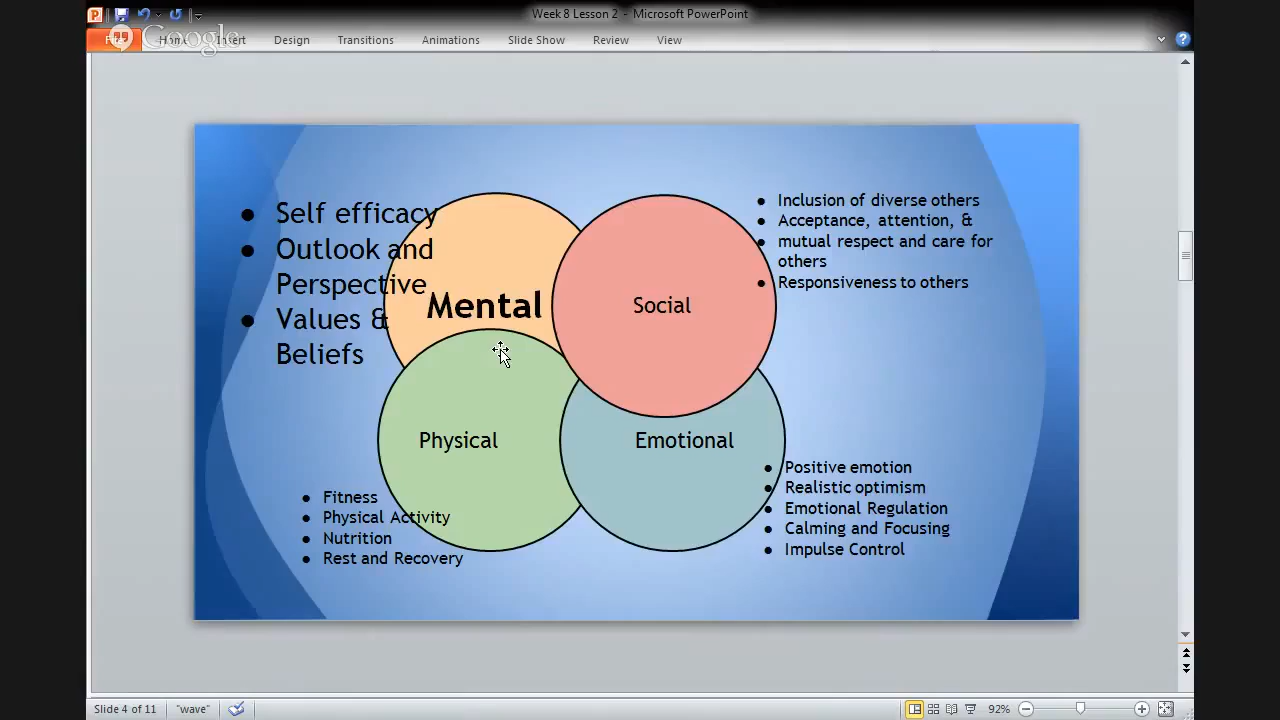 Week 8 Lesson 2 - Microsoft PowerPoint
Google
File Home Insert Design Transitions Animations Slide Show Review View
● Self efficacy
● Outlook and
Perspective
● Values &
Beliefs
Mental
Social
● Inclusion of diverse others
● Acceptance, attention, &
● mutual respect and care for
others
● Responsiveness to others
Physical
Emotional
● Fitness
● Physical Activity
● Nutrition
● Rest and Recovery
● Positive emotion
● Realistic optimism
● Emotional Regulation
● Calming and Focusing
● Impulse Control
Slide 4 of 11 "wave" 92%